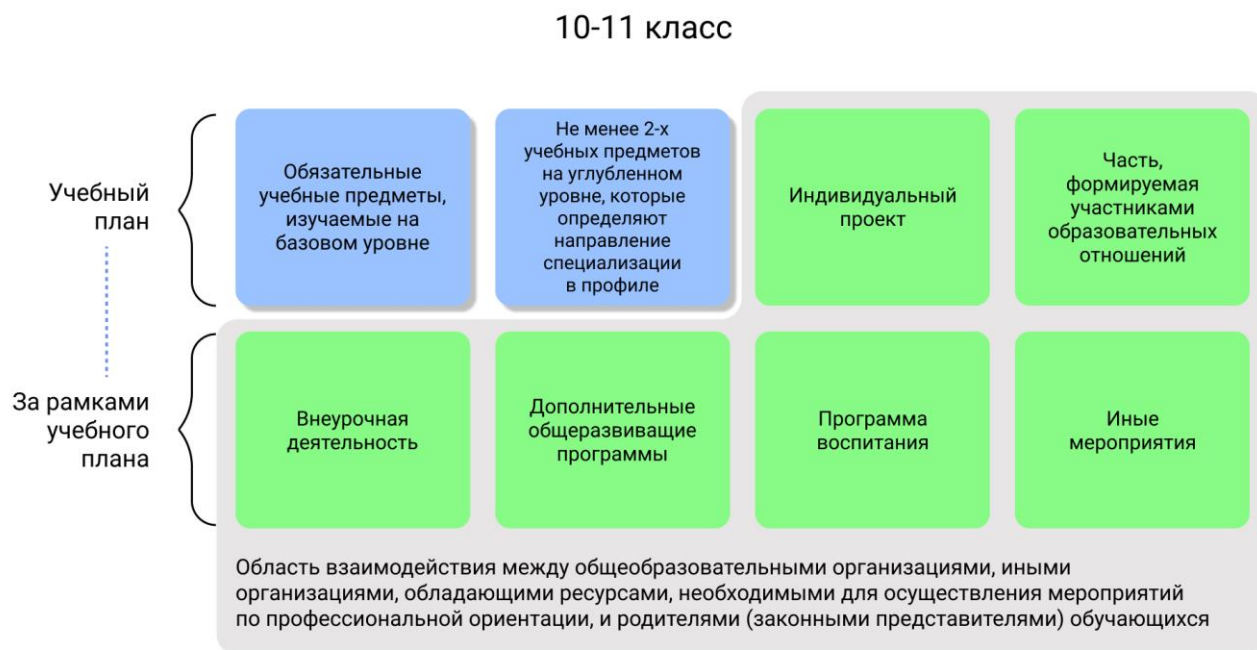 10-11 класс
Учебный
план
Обязательные
учебные предметы,
изучаемые на
базовом уровне
Не менее 2-х
учебных предметов
на углубленном
уровне, которые
определяют
направление
специализации
в профиле
Индивидуальный
проект
Часть,
формируемая
участниками
образовательных
отношений
За рамками
учебного
плана
Внеурочная
деятельность
Дополнительные
общеразвиващие
программы
Программа
воспитания
Иные
мероприятия
Область взаимодействия между общеобразовательными организациями, иными
организациями, обладающими ресурсами, необходимыми для осуществления мероприятий
по профессиональной ориентации, и родителями (законными представителями) обучающихся